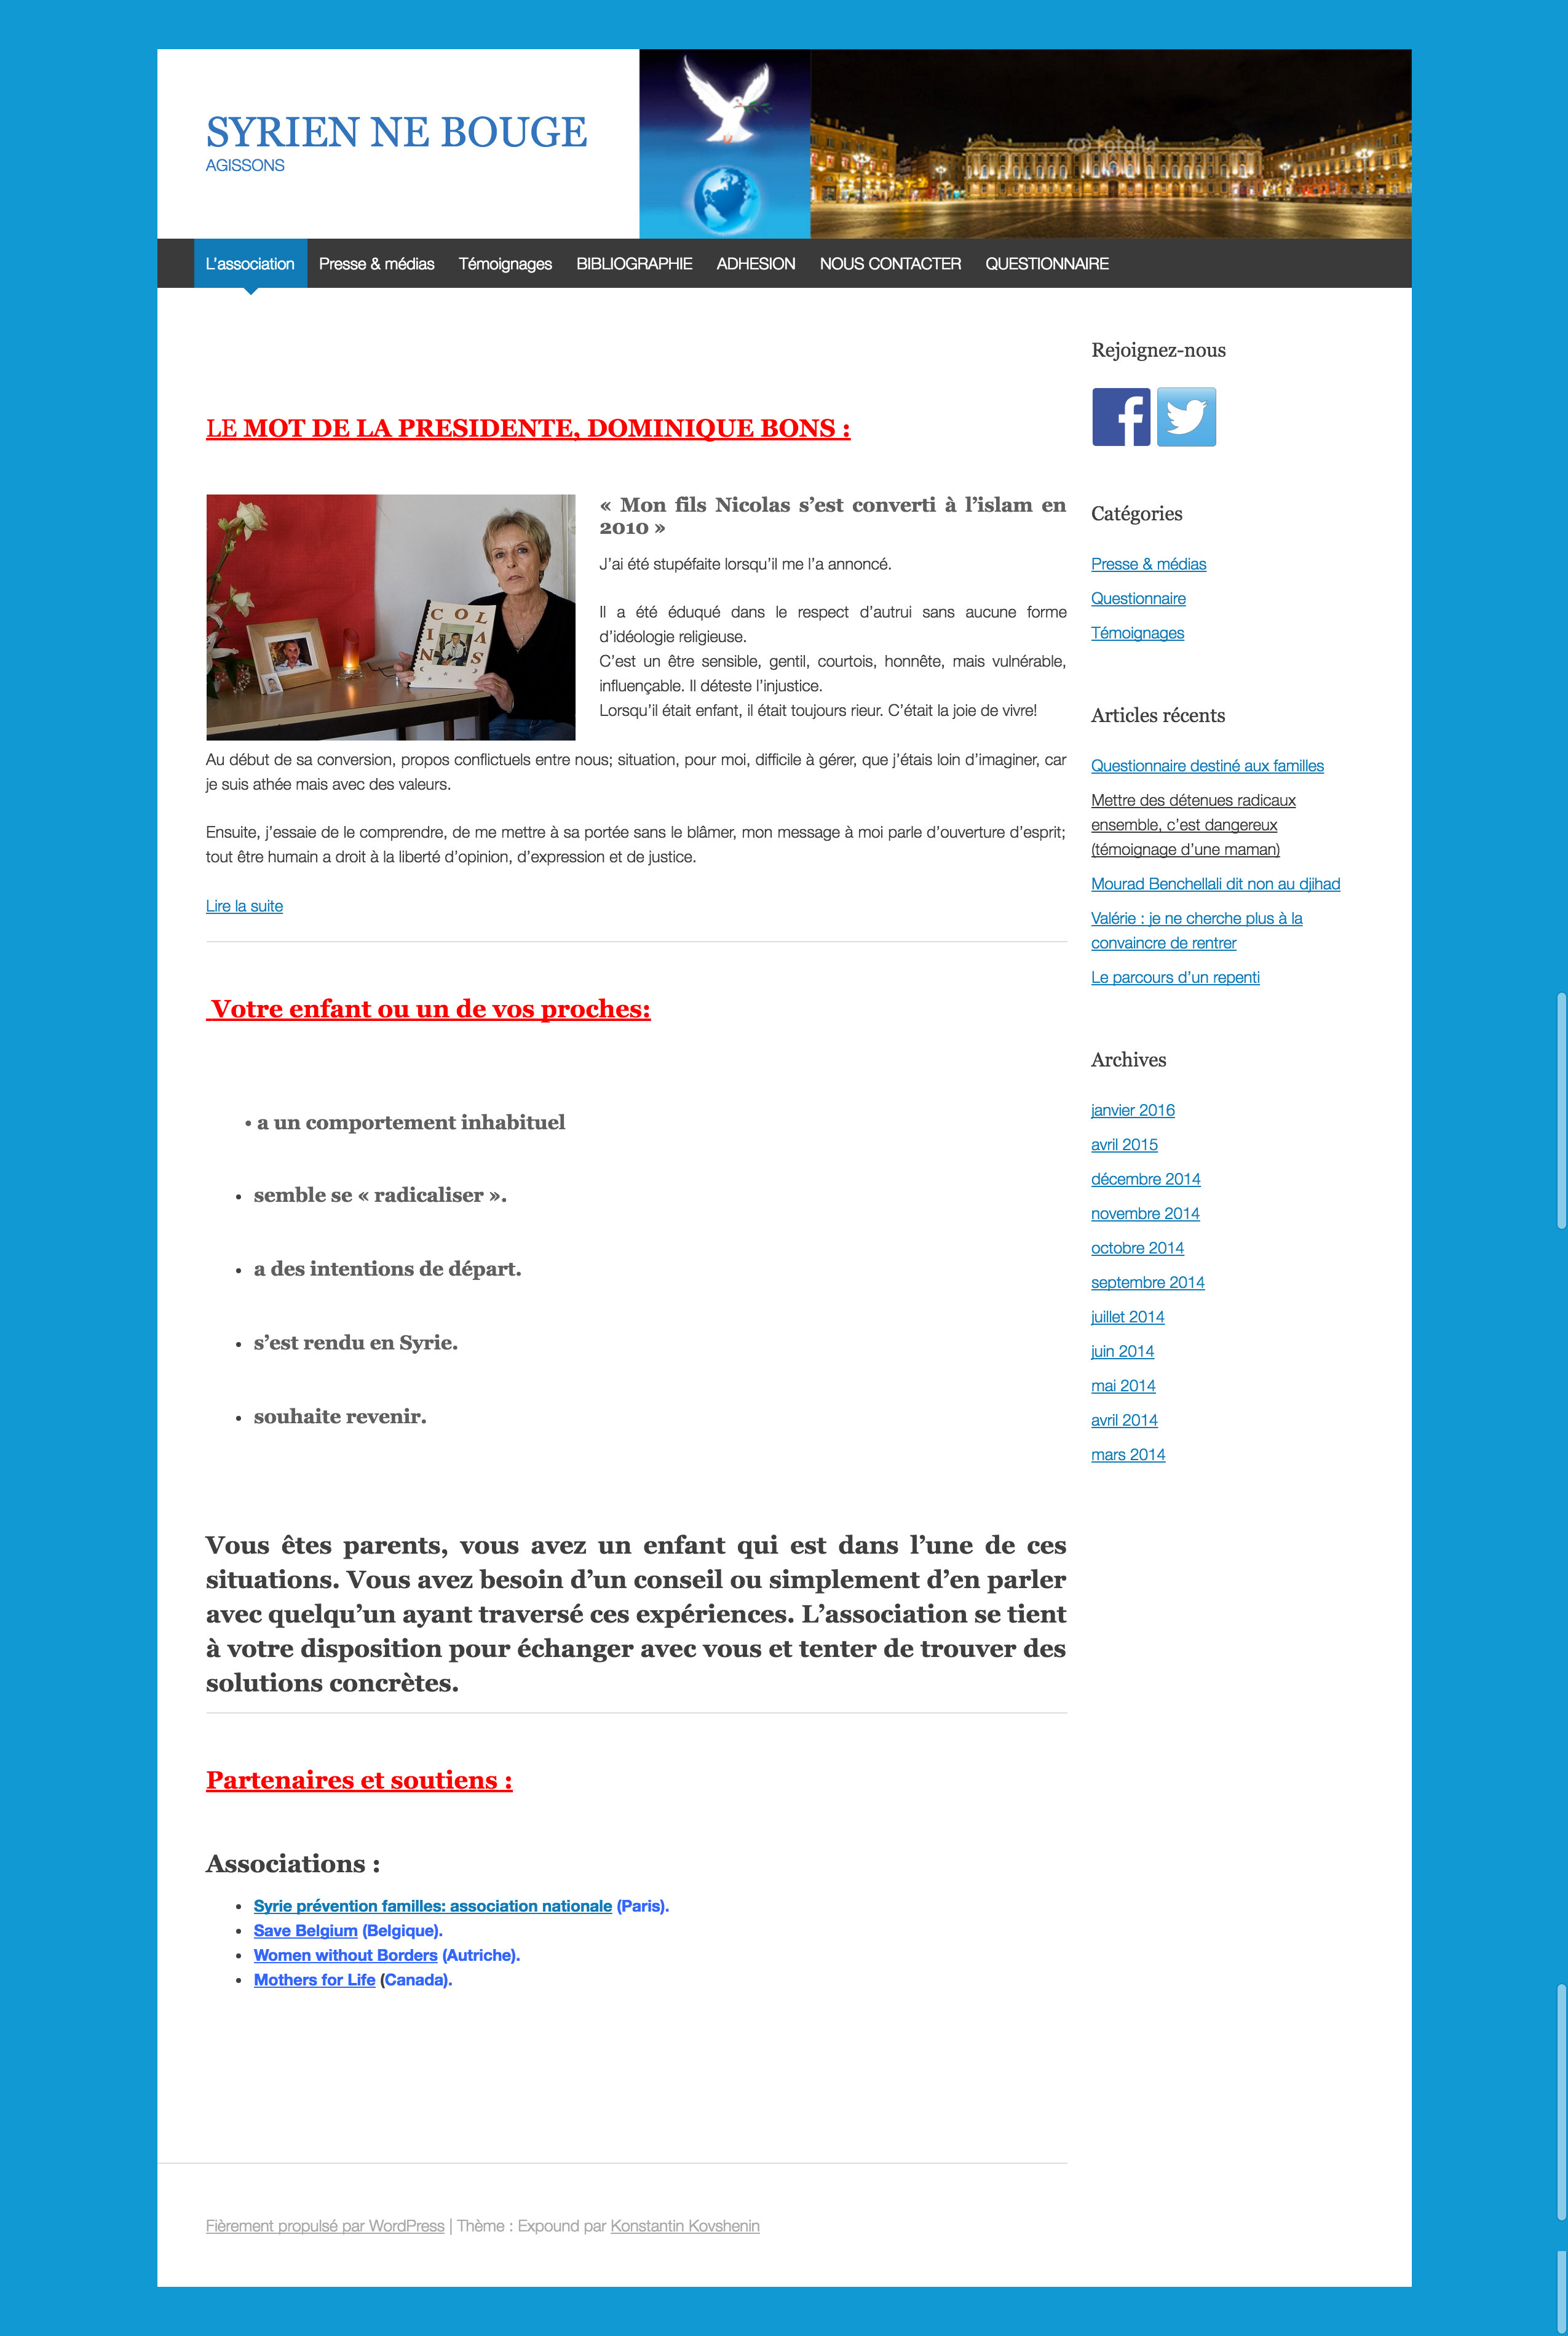 SYRIEN NE BOUGE
AGISSONS
fotolia
L'association Presse & médias Témoignages BIBLIOGRAPHIE ADHESION NOUS CONTACTER QUESTIONNAIRE
LE MOT DE LA PRESIDENTE, DOMINIQUE BONS :
NICOLAS
« Mon fils Nicolas s'est converti à l'islam en
2010 »
J'ai été stupéfaite lorsqu'il me l'a annoncé.
Il a été éduqué dans le respect d'autrui sans aucune forme
d'idéologie religieuse.
C'est un être sensible, gentil, courtois, honnête, mais vulnérable,
influençable. Il déteste l'injustice.
Lorsqu'il était enfant, il était toujours rieur. C'était la joie de vivre!
Au début de sa conversion, propos conflictuels entre nous; situation, pour moi, difficile à gérer, que j'étais loin d'imaginer, car
je suis athée mais avec des valeurs.
Ensuite, j'essaie de le comprendre, de me mettre à sa portée sans le blâmer, mon message à moi parle d'ouverture d'esprit;
tout être humain a droit à la liberté d'opinion, d'expression et de justice.
Lire la suite
Votre enfant ou un de vos proches:
• a un comportement inhabituel
• semble se « radicaliser ».
• a des intentions de départ.
• s'est rendu en Syrie.
• souhaite revenir.
Vous êtes parents, vous avez un enfant qui est dans l'une de ces
situations. Vous avez besoin d'un conseil ou simplement d'en parler
avec quelqu'un ayant traversé ces expériences. L'association se tient
à votre disposition pour échanger avec vous et tenter de trouver des
solutions concrètes.
Partenaires et soutiens :
Associations :
• Syrie prévention familles: association nationale (Paris).
• Save Belgium (Belgique).
• Women without Borders (Autriche).
• Mothers for Life (Canada).
Rejoignez-nous
Catégories
Presse & médias
Questionnaire
Témoignages
Articles récents
Questionnaire destiné aux familles
Mettre des détenues radicaux
ensemble, c'est dangereux
(témoignage d'une maman)
Mourad Benchellali dit non au djihad
Valérie : je ne cherche plus à la
convaincre de rentrer
Le parcours d'un repenti
Archives
janvier 2016
avril 2015
décembre 2014
novembre 2014
octobre 2014
septembre 2014
juillet 2014
juin 2014
mai 2014
avril 2014
mars 2014
Fièrement propulsé par WordPress | Thème : Expound par Konstantin Kovshenin